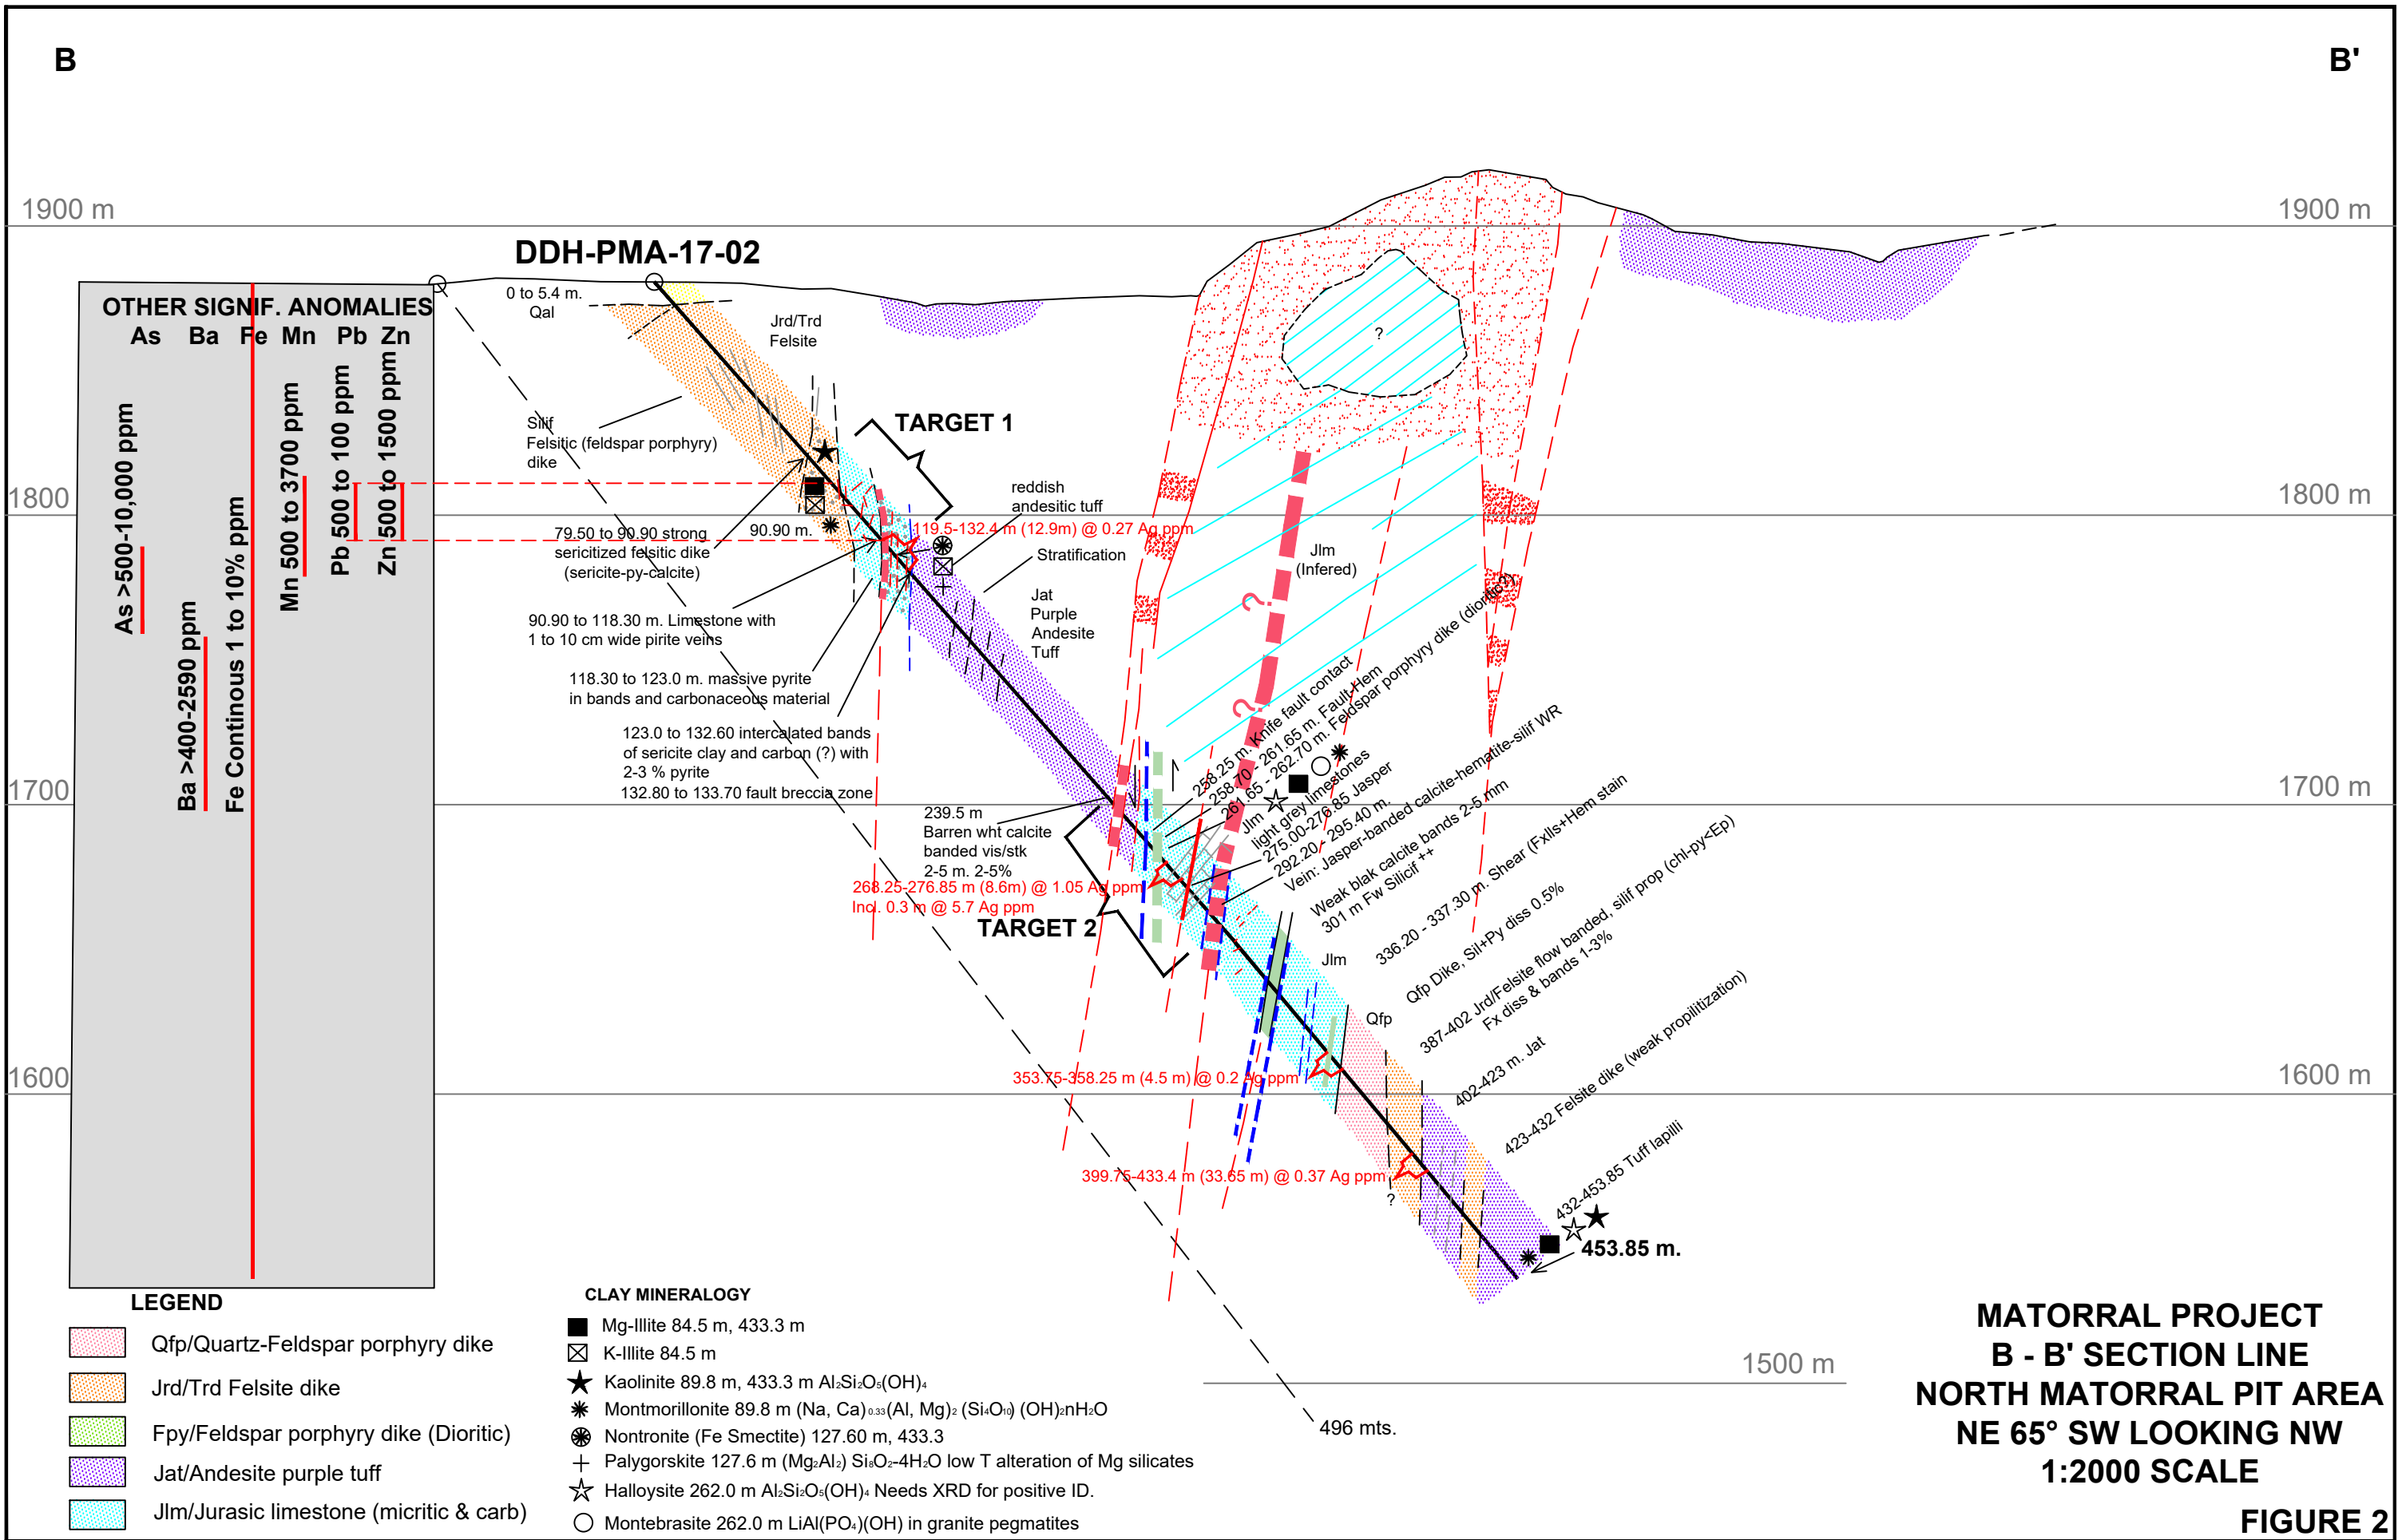 B
B'
1900 m
1900 m
DDH-PMA-17-02
OTHER SIGNIF. ANOMALIES
As Ba Fe Mn Pb Zn
As >500-10,000 ppm
Ba >400-2590 ppm
Fe Continous 1 to 10% ppm
Mn 500 to 3700 ppm
Pb 500 to 100 ppm
Zn 500 to 1500 ppm
0 to 5.4 m.
Qal
Jrd/Trd
Felsite
?
Silif
Felsitic (feldspar porphyry)
dike
TARGET 1
1800
1800 m
reddish
andesitic tuff
79.50 to 90.90 strong
sericitized felsitic dike
(sericite-py-calcite)
90.90 m.
119.5-132.4 m (12.9m) @ 0.27 Ag ppm
Stratification
Jlm
(Infered)
Jat
Purple
Andesite
Tuff
?
?
90.90 to 118.30 m. Limestone with
1 to 10 cm wide pirite veins
118.30 to 123.0 m. massive pyrite
in bands and carbonaceous material
123.0 to 132.60 intercalated bands
of sericite clay and carbon (?) with
2-3 % pyrite
132.80 to 133.70 fault breccia zone
1700
1700 m
239.5 m
Barren wht calcite
banded vis/stk
2-5 m. 2-5%
268.25-276.85 m (8.6m) @ 1.05 Ag ppm
Incl. 0.3 m @ 5.7 Ag ppm
TARGET 2
258.25 m. Knife fault contact
258.70 - 261.65 m. Fault-Hem
261.65 - 262.70 m. Feldspar porphyry dike (dioritic?)
Jlm
light grey limestones
275.00-276.85 Jasper
292.20 - 295.40 m.
Vein: Jasper-banded calcite-hematite-silif WR
Weak blak calcite bands 2-5 mm
301 m Fw Silicif ++
336.20 - 337.30 m. Shear (Fxlls+Hem stain
Jlm
Qfp Dike, Sil+Py diss 0.5%
Qfp
387-402 Jrd/Felsite flow banded, silif prop (chl-py<Ep)
Fx diss & bands 1-3%
1600
1600 m
353.75-358.25 m (4.5 m) @ 0.2 Ag ppm
402-423 m. Jat
423-432 Felsite dike (weak propilitization)
399.75-433.4 m (33.65 m) @ 0.37 Ag ppm
?
432-453.85 Tuff lapilli
453.85 m.
1500 m
496 mts.
LEGEND
Qfp/Quartz-Feldspar porphyry dike
Jrd/Trd Felsite dike
Fpy/Feldspar porphyry dike (Dioritic)
Jat/Andesite purple tuff
Jlm/Jurasic limestone (micritic & carb)
CLAY MINERALOGY
Mg-Illite 84.5 m, 433.3 m
K-Illite 84.5 m
Kaolinite 89.8 m, 433.3 m Al₂Si₂O₅(OH)₄
Montmorillonite 89.8 m (Na, Ca)₀.₃₃(Al, Mg)₂ (Si₄O₁₀) (OH)₂nH₂O
Nontronite (Fe Smectite) 127.60 m, 433.3
Palygorskite 127.6 m (Mg₂Al₂) Si₈O₂-4H₂O low T alteration of Mg silicates
Halloysite 262.0 m Al₂Si₂O₅(OH)₄ Needs XRD for positive ID.
Montebrasite 262.0 m LiAl(PO₄)(OH) in granite pegmatites
MATORRAL PROJECT
B - B' SECTION LINE
NORTH MATORRAL PIT AREA
NE 65° SW LOOKING NW
1:2000 SCALE
FIGURE 2